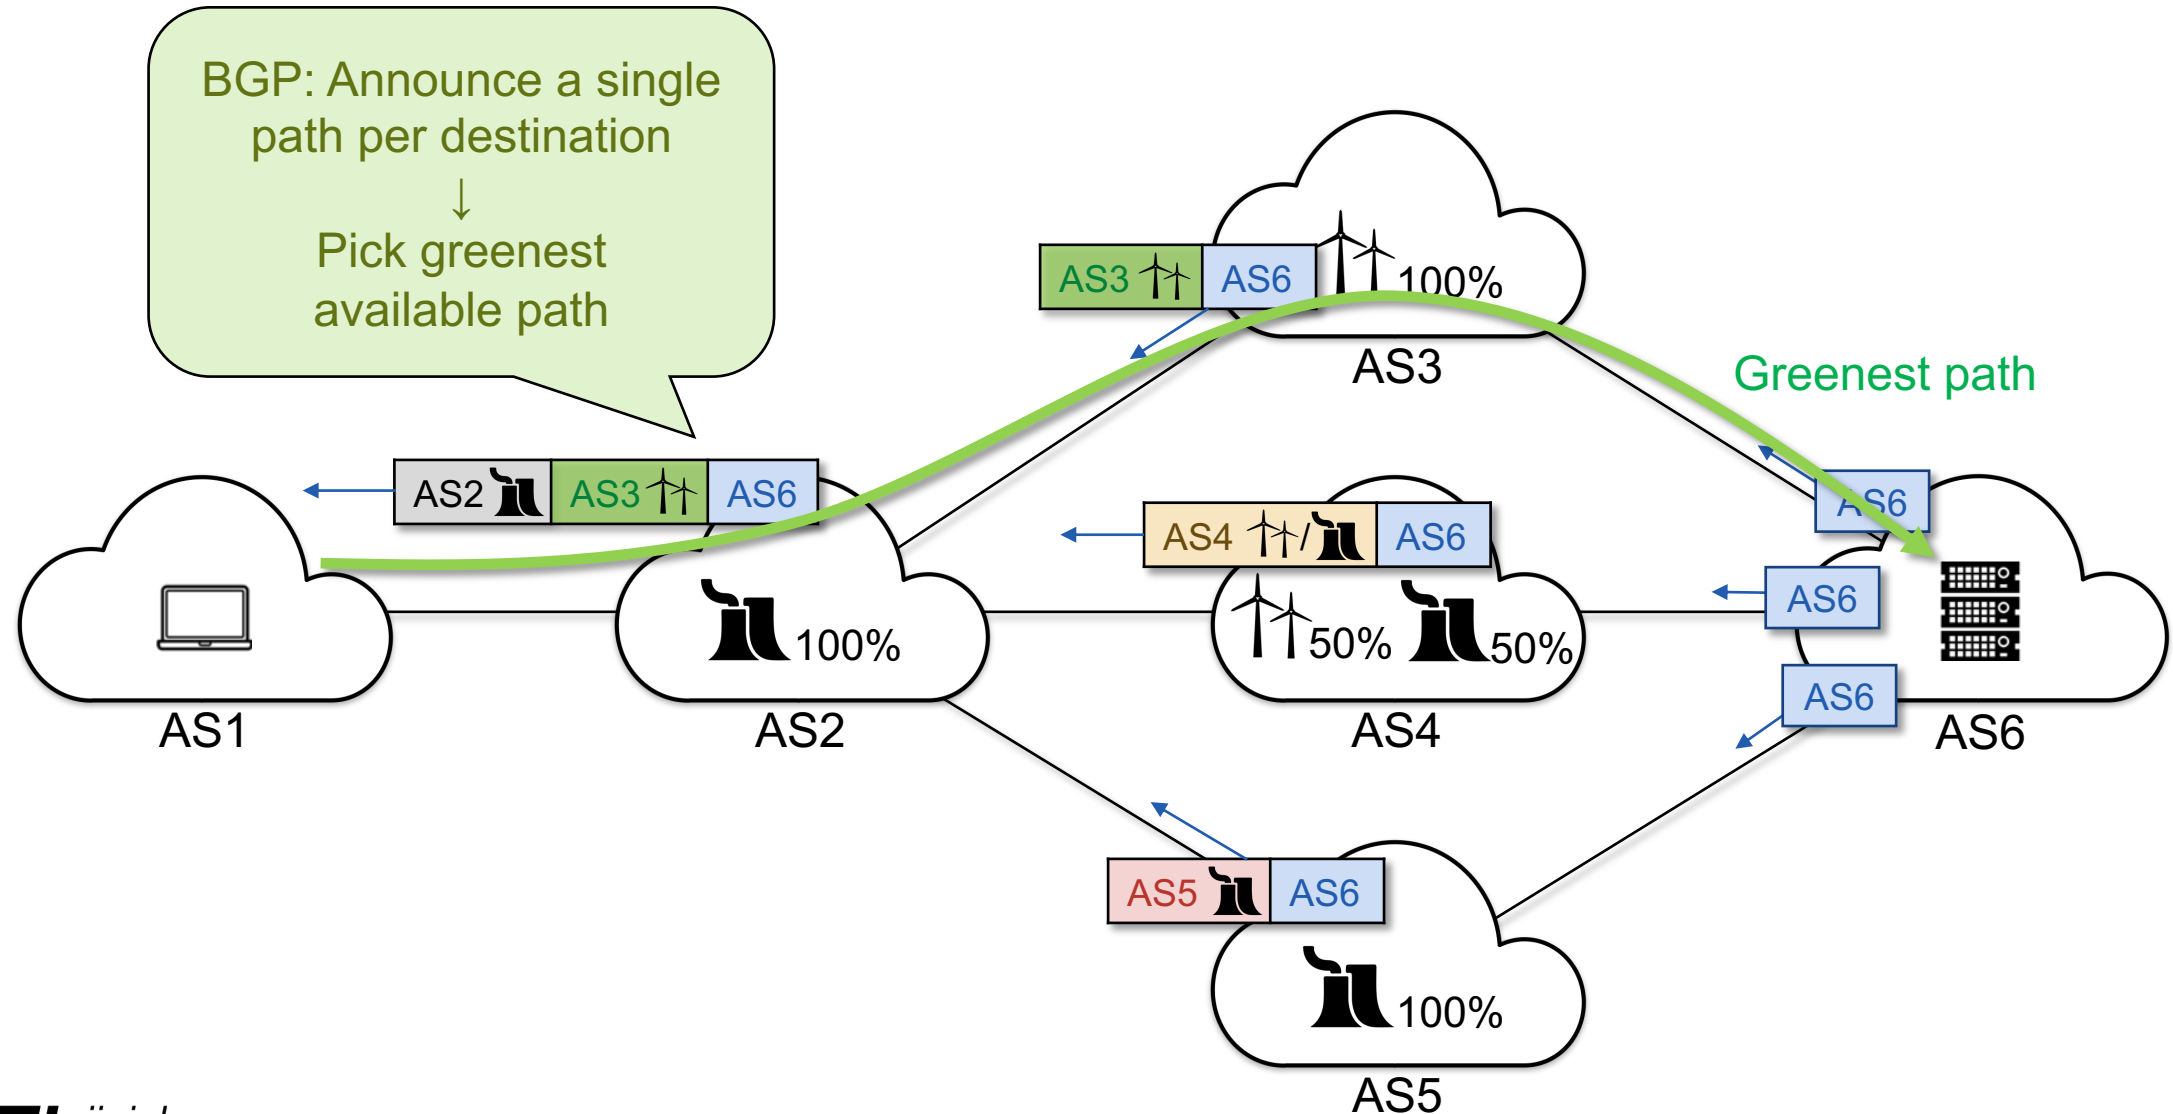 BGP: Announce a single
path per destination
↓
Pick greenest
available path
AS3 AS6
100%
AS3
Greenest path
AS2 AS3 AS6
AS6
AS4 / AS6
AS6
100%
50% 50%
AS6
AS1
AS2
AS4
AS6
AS5 AS6
100%
AS5